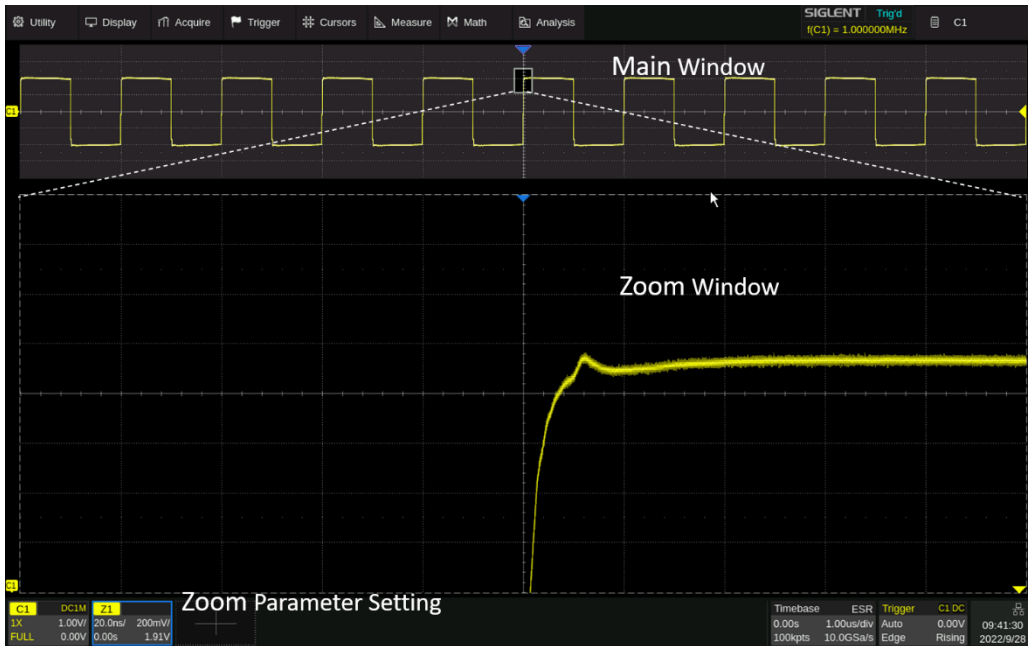 Utility Display Acquire Trigger Cursors Measure Math Analysis SIGLENT Trig'd C1
f(C1) = 1.000000MHz
Main Window
C1
Zoom Window
C1
Zoom Parameter Setting
C1 DC1M Z1 Timebase ESR Trigger C1 DC
1X 1.00V/ 20.0ns/ 200mV/ 0.00s 1.00us/div Auto 0.00V 09:41:30
FULL 0.00V 0.00s 1.91V 100kpts 10.0GSa/s Edge Rising 2022/9/28